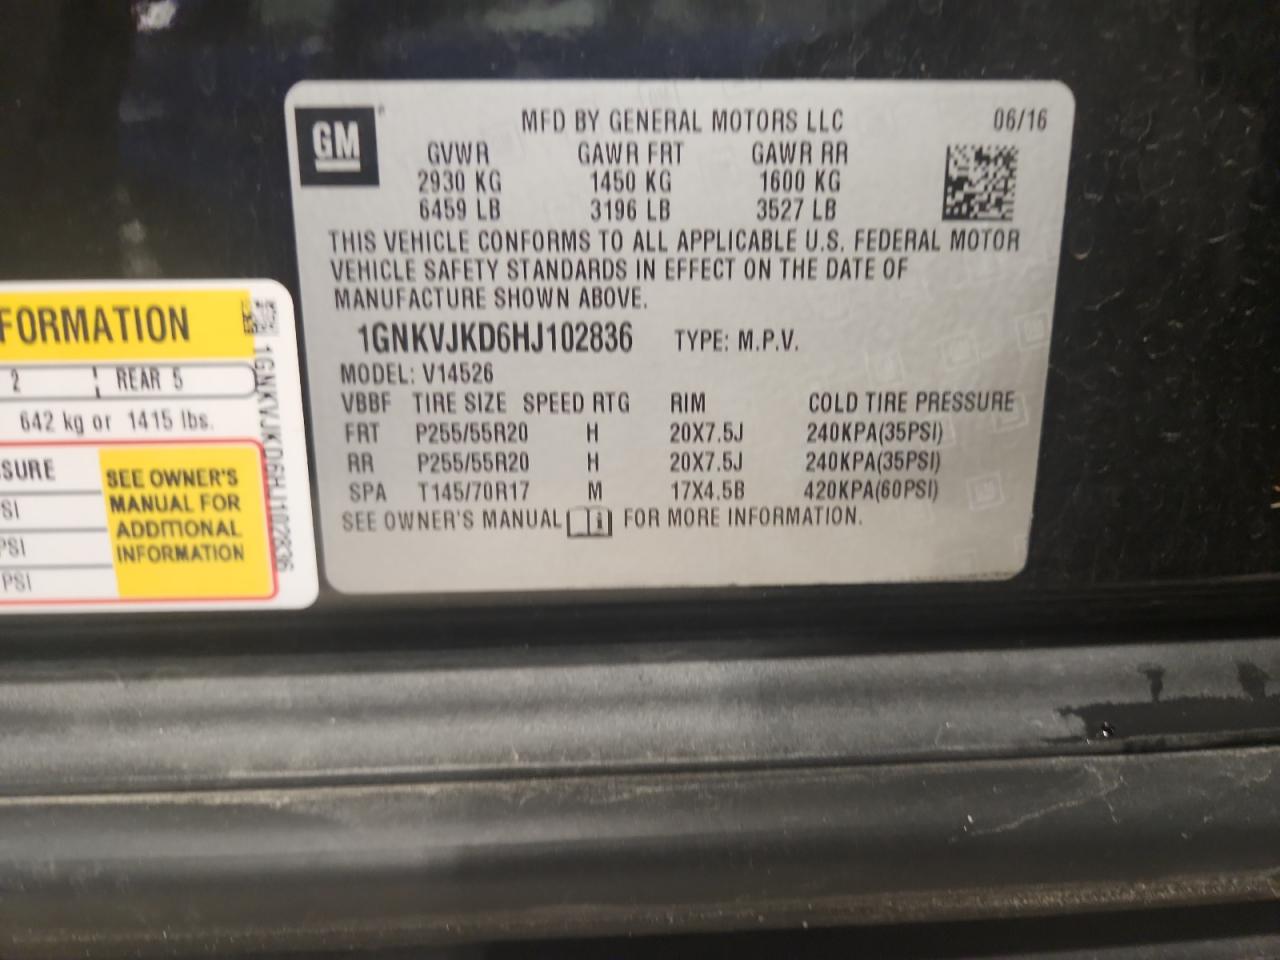 GM
MFD BY GENERAL MOTORS LLC 06/16
GVWR GAWR FRT GAWR RR
2930 KG 1450 KG 1600 KG
6459 LB 3196 LB 3527 LB
THIS VEHICLE CONFORMS TO ALL APPLICABLE U.S. FEDERAL MOTOR
VEHICLE SAFETY STANDARDS IN EFFECT ON THE DATE OF
MANUFACTURE SHOWN ABOVE.
1GNKVJKD6HJ102836 TYPE: M.P.V.
MODEL: V14526
VBBF TIRE SIZE SPEED RTG RIM COLD TIRE PRESSURE
FRT P255/55R20 H 20X7.5J 240KPA(35PSI)
RR P255/55R20 H 20X7.5J 240KPA(35PSI)
SPA T145/70R17 M 17X4.5B 420KPA(60PSI)
SEE OWNER'S MANUAL FOR MORE INFORMATION.
FORMATION
2 REAR 5
642 kg or 1415 lbs.
SSURE
SI
PSI
PSI
SEE OWNER'S
MANUAL FOR
ADDITIONAL
INFORMATION
1GNKVJKD6HJ102836